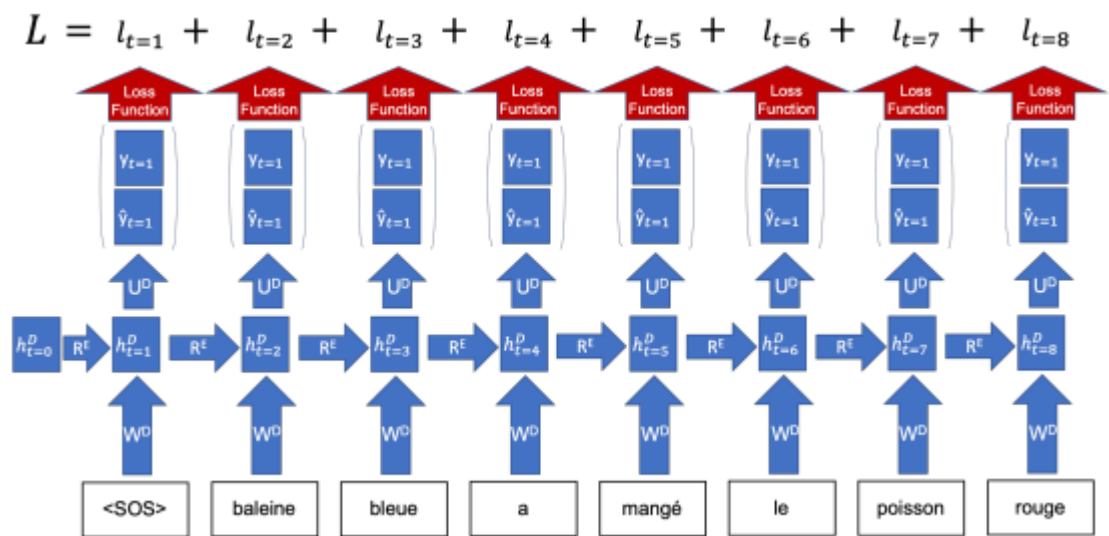 L = l_{t=1} + l_{t=2} + l_{t=3} + l_{t=4} + l_{t=5} + l_{t=6} + l_{t=7} + l_{t=8}
Loss Function Loss Function Loss Function Loss Function Loss Function Loss Function Loss Function Loss Function
y_{t=1} y_{t=1} y_{t=1} y_{t=1} y_{t=1} y_{t=1} y_{t=1} y_{t=1}
ŷ_{t=1} ŷ_{t=1} ŷ_{t=1} ŷ_{t=1} ŷ_{t=1} ŷ_{t=1} ŷ_{t=1} ŷ_{t=1}
U^D U^D U^D U^D U^D U^D U^D U^D
h^D_{t=0} R^E h^D_{t=1} R^E h^D_{t=2} R^E h^D_{t=3} R^E h^D_{t=4} R^E h^D_{t=5} R^E h^D_{t=6} R^E h^D_{t=7} R^E h^D_{t=8}
W^D W^D W^D W^D W^D W^D W^D W^D
<SOS> baleine bleue a mangé le poisson rouge